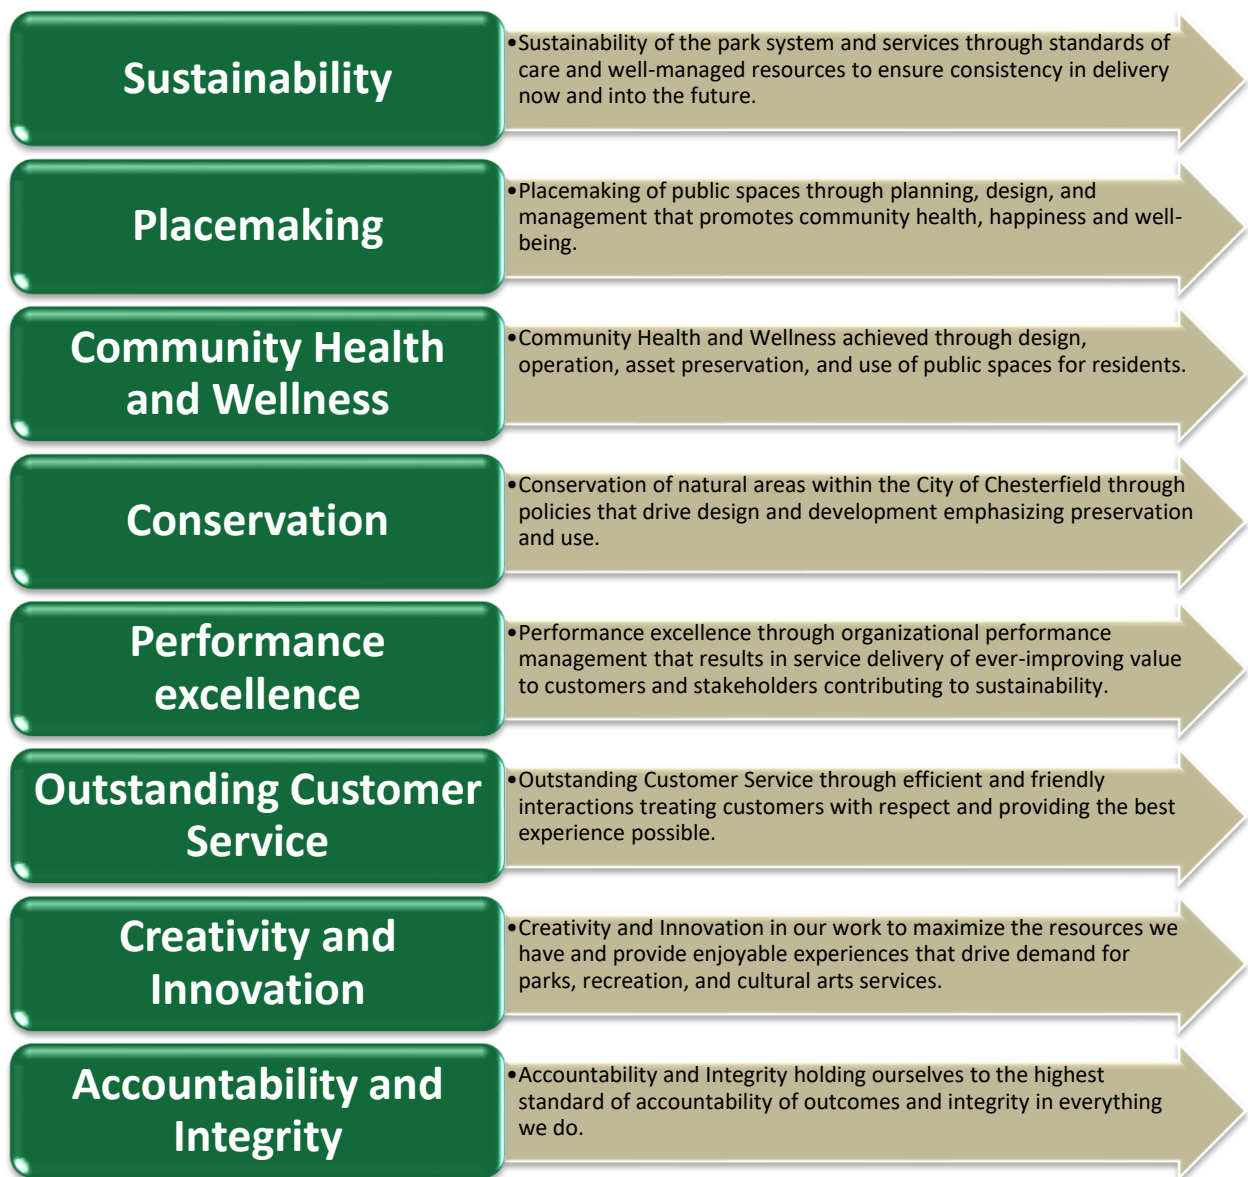 Sustainability
•Sustainability of the park system and services through standards of
care and well-managed resources to ensure consistency in delivery
now and into the future.
Placemaking
•Placemaking of public spaces through planning, design, and
management that promotes community health, happiness and well-
being.
Community Health
and Wellness
•Community Health and Wellness achieved through design,
operation, asset preservation, and use of public spaces for residents.
Conservation
•Conservation of natural areas within the City of Chesterfield through
policies that drive design and development emphasizing preservation
and use.
Performance
excellence
•Performance excellence through organizational performance
management that results in service delivery of ever-improving value
to customers and stakeholders contributing to sustainability.
Outstanding Customer
Service
•Outstanding Customer Service through efficient and friendly
interactions treating customers with respect and providing the best
experience possible.
Creativity and
Innovation
•Creativity and Innovation in our work to maximize the resources we
have and provide enjoyable experiences that drive demand for
parks, recreation, and cultural arts services.
Accountability and
Integrity
•Accountability and Integrity holding ourselves to the highest
standard of accountability of outcomes and integrity in everything
we do.